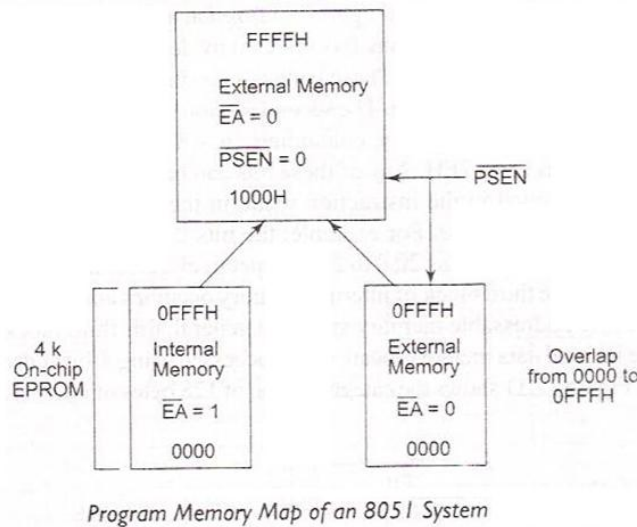 FFFFH
External Memory
EA = 0
PSEN = 0
1000H
PSEN
4 k
On-chip
EPROM
0FFFH
Internal
Memory
EA = 1
0000
0FFFH
External
Memory
EA = 0
0000
Overlap
from 0000 to
0FFFH
Program Memory Map of an 8051 System